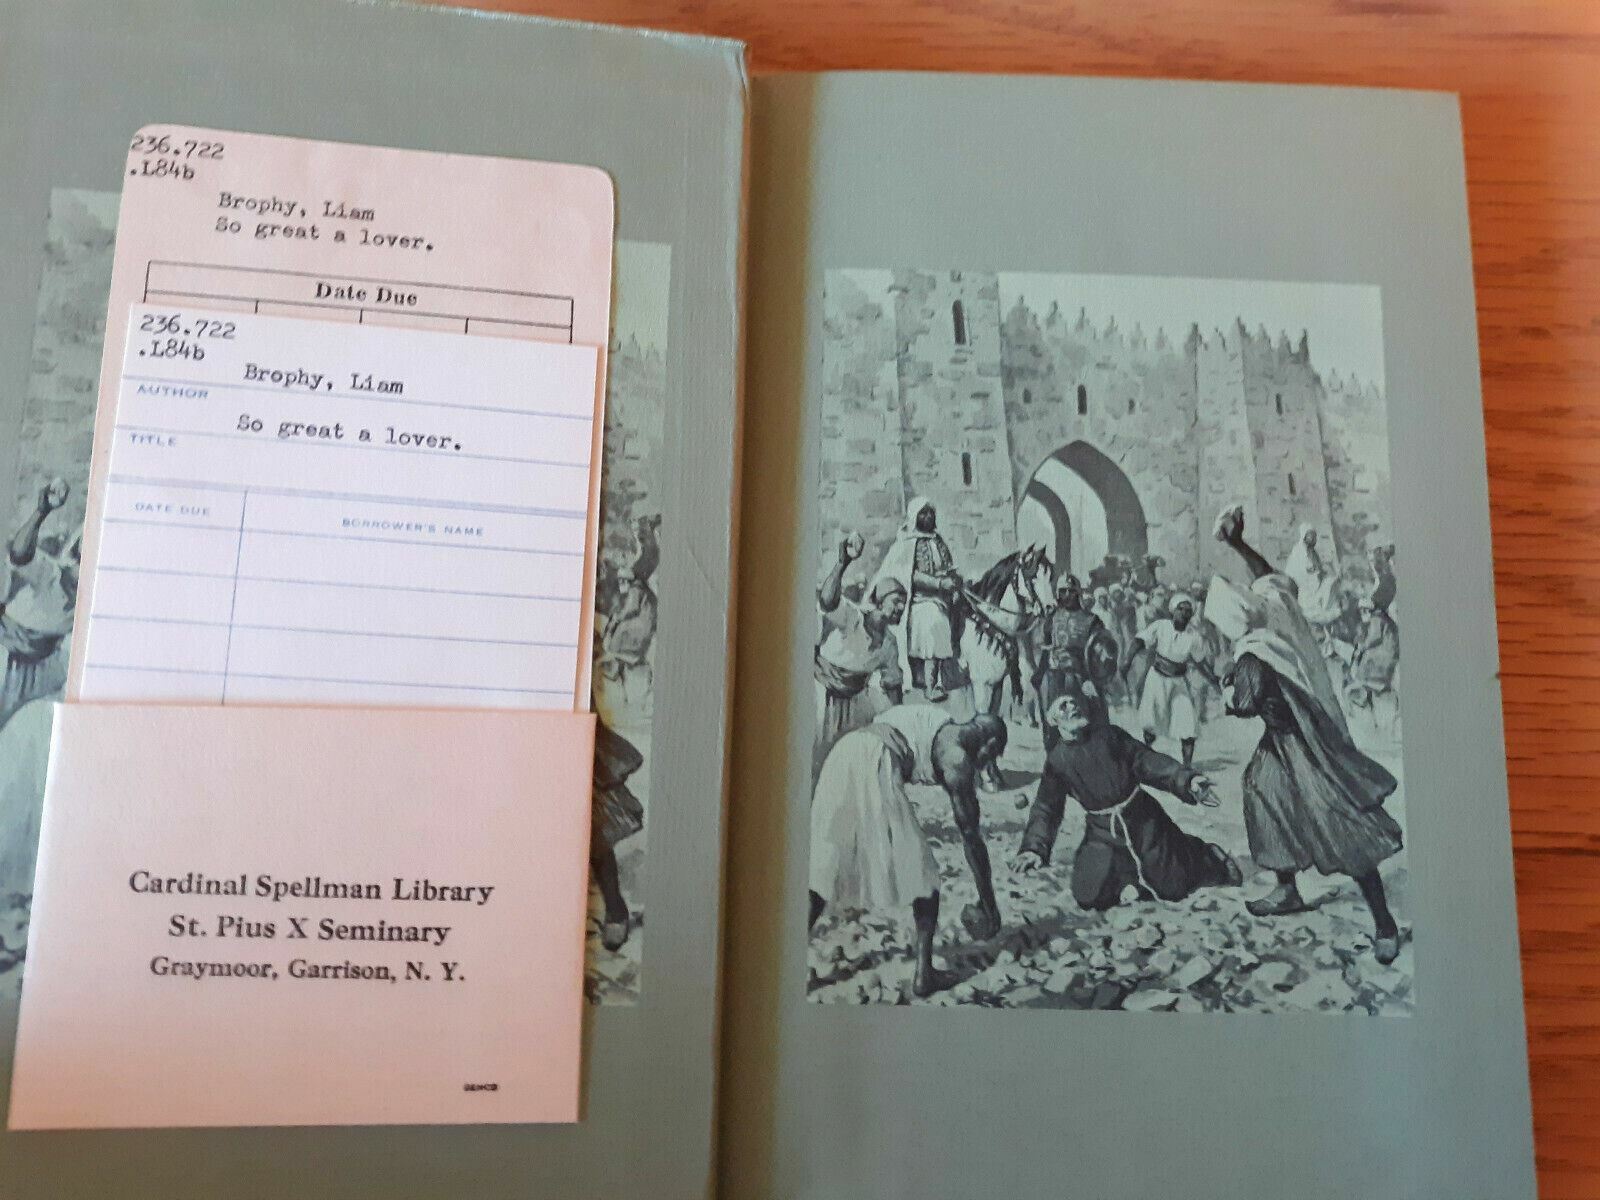 236.722
.L84b
Brophy, Liam
So great a lover.
Date Due
236.722
.L84b
Brophy, Liam
AUTHOR
So great a lover.
TITLE
DATE DUE BORROWER'S NAME
Cardinal Spellman Library
St. Pius X Seminary
Graymoor, Garrison, N. Y.